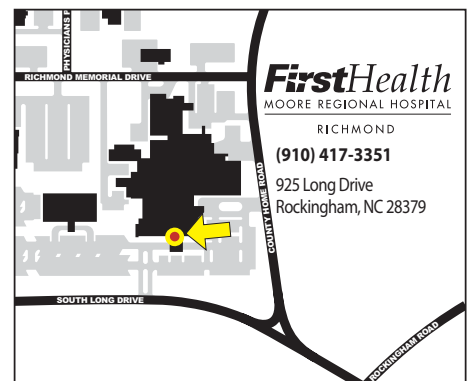 PHYSICIANS P
RICHMOND MEMORIAL DRIVE
FirstHealth
MOORE REGIONAL HOSPITAL
RICHMOND
(910) 417-3351
925 Long Drive
Rockingham, NC 28379
COUNTY HOME ROAD
SOUTH LONG DRIVE
ROCKINGHAM ROAD